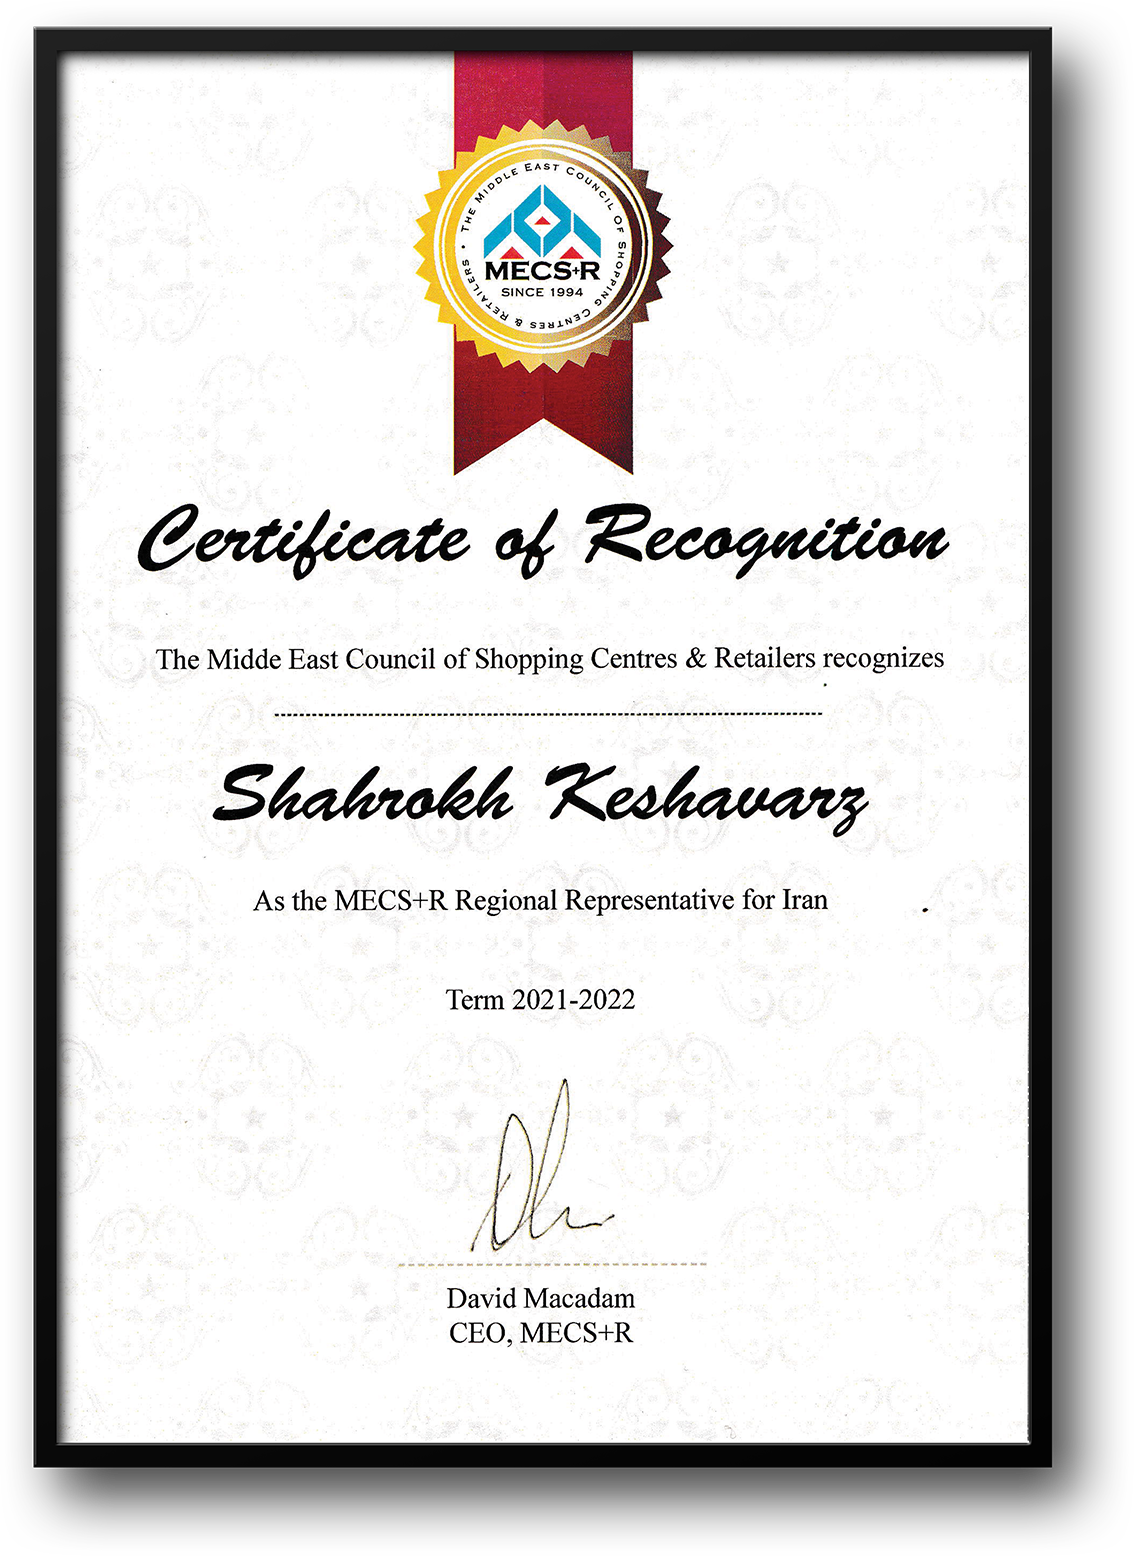 THE MIDDLE EAST COUNCIL OF SHOPPING CENTRES & RETAILERS •
MECS+R
SINCE 1994
Certificate of Recognition
The Midde East Council of Shopping Centres & Retailers recognizes
Shahrokh Keshavarz
As the MECS+R Regional Representative for Iran
Term 2021-2022
David Macadam
CEO, MECS+R